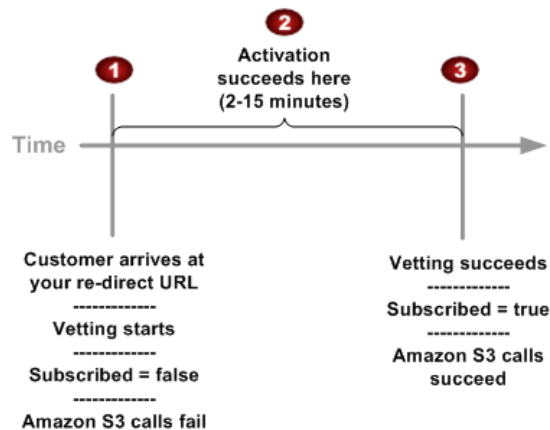 1
2
3
Activation
succeeds here
(2-15 minutes)
Time
Customer arrives at
your re-direct URL
-------------
Vetting starts
-------------
Subscribed = false
-------------
Amazon S3 calls fail
Vetting succeeds
-------------
Subscribed = true
-------------
Amazon S3 calls
succeed